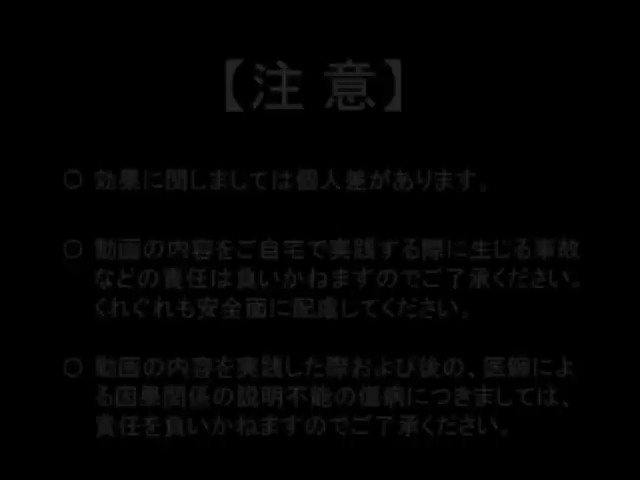 【注 意】
○ 効果に関しましては個人差があります。
○ 動画の内容をご自宅で実践する際に生じる事故
などの責任は負いかねますのでご了承ください。
くれぐれも安全面に配慮してください。
○ 動画の内容を実践した際および後の、医師によ
る因果関係の説明不能の傷病につきましては、
責任を負いかねますのでご了承ください。